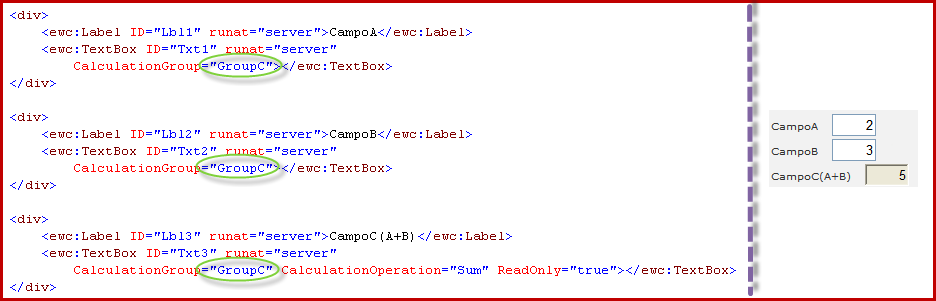 <div>
<ewc:Label ID="Lbl1" runat="server">CampoA</ewc:Label>
<ewc:TextBox ID="Txt1" runat="server"
CalculationGroup="GroupC"></ewc:TextBox>
</div>
<div>
<ewc:Label ID="Lbl2" runat="server">CampoB</ewc:Label>
<ewc:TextBox ID="Txt2" runat="server"
CalculationGroup="GroupC"></ewc:TextBox>
</div>
<div>
<ewc:Label ID="Lbl3" runat="server">CampoC(A+B)</ewc:Label>
<ewc:TextBox ID="Txt3" runat="server"
CalculationGroup="GroupC" CalculationOperation="Sum" ReadOnly="true"></ewc:TextBox>
</div>
CampoA 2
CampoB 3
CampoC(A+B) 5